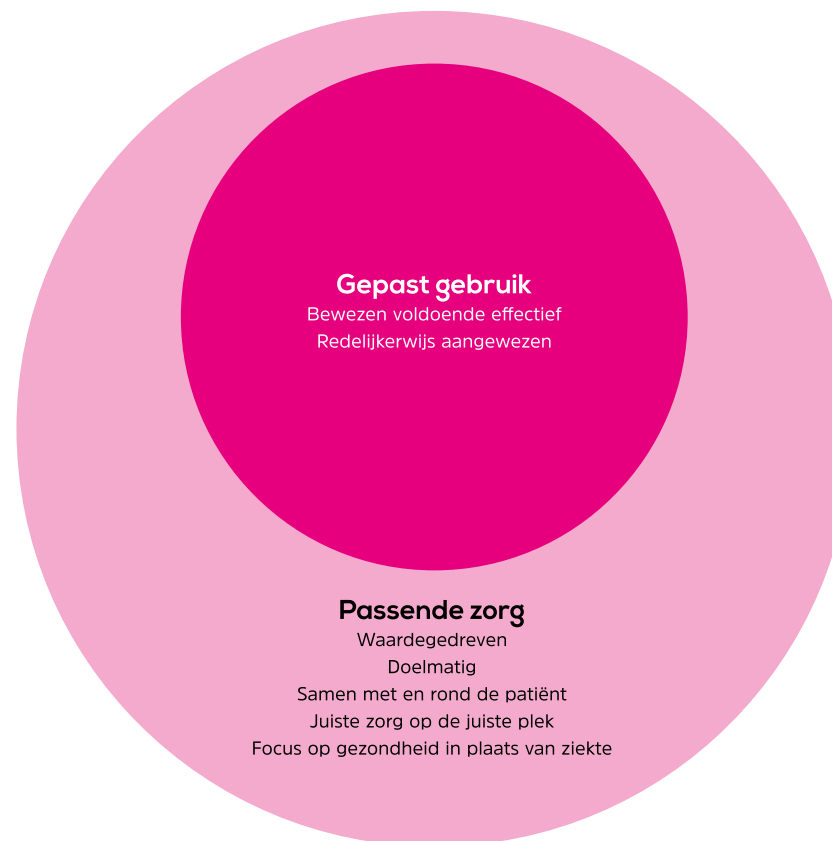 Gepast gebruik
Bewezen voldoende effectief
Redelijkerwijs aangewezen
Passende zorg
Waardegedreven
Doelmatig
Samen met en rond de patiënt
Juiste zorg op de juiste plek
Focus op gezondheid in plaats van ziekte